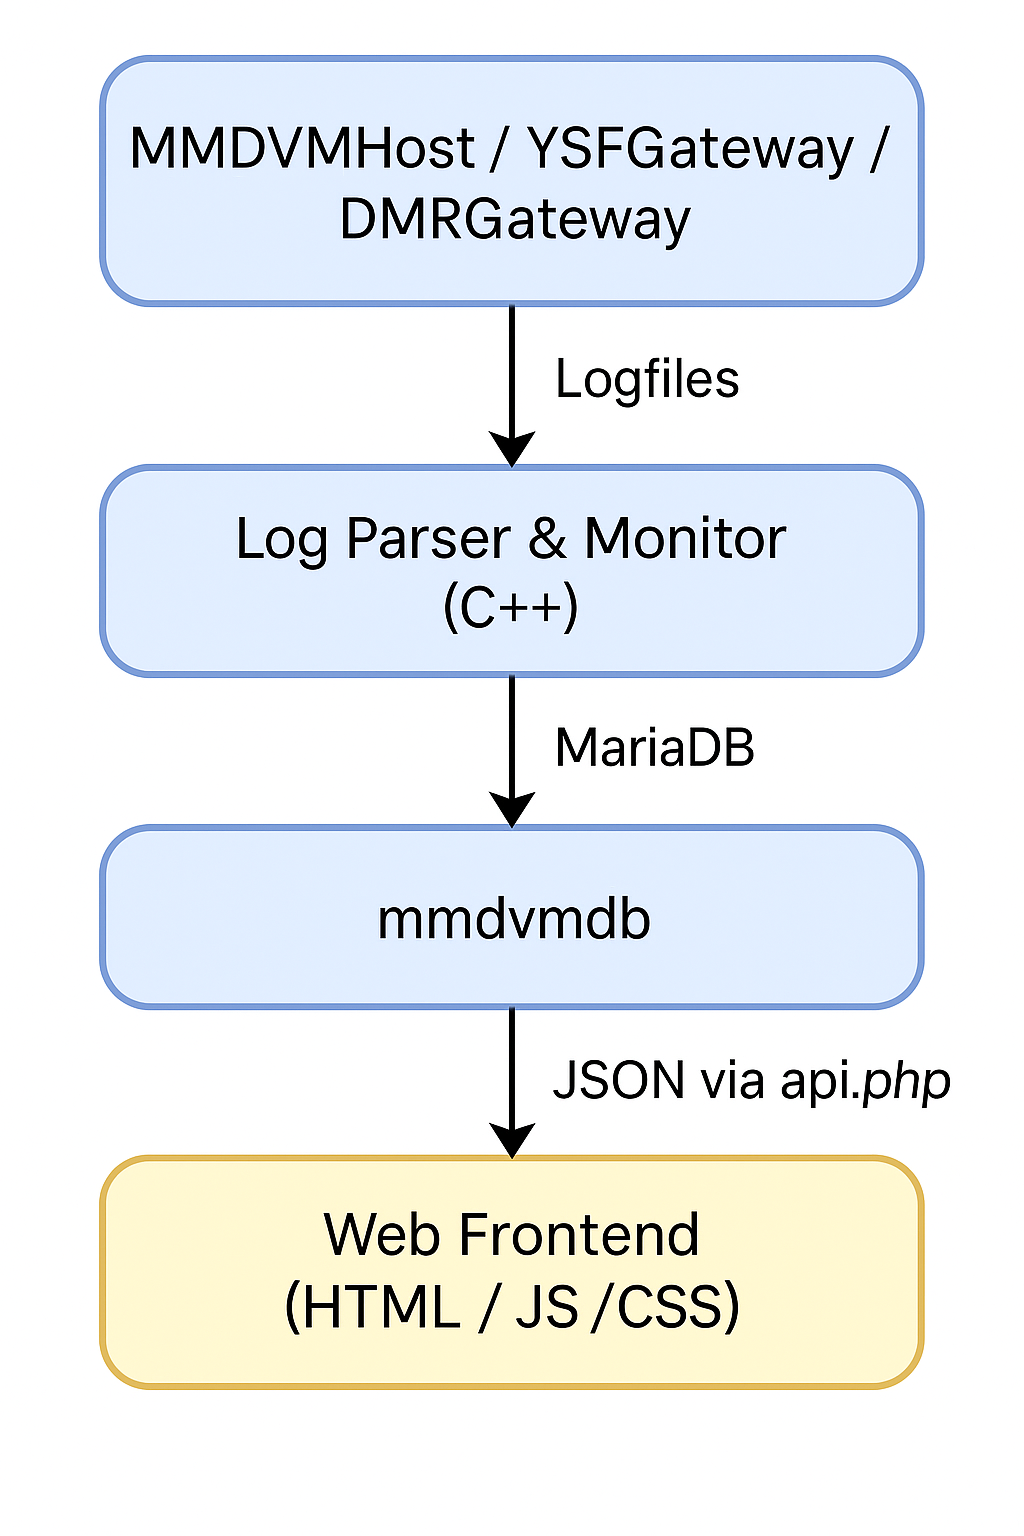 MMDVMHost / YSFGateway /
DMRGateway
Logfiles
Log Parser & Monitor
(C++)
MariaDB
mmdvmdb
JSON via api.php
Web Frontend
(HTML / JS /CSS)